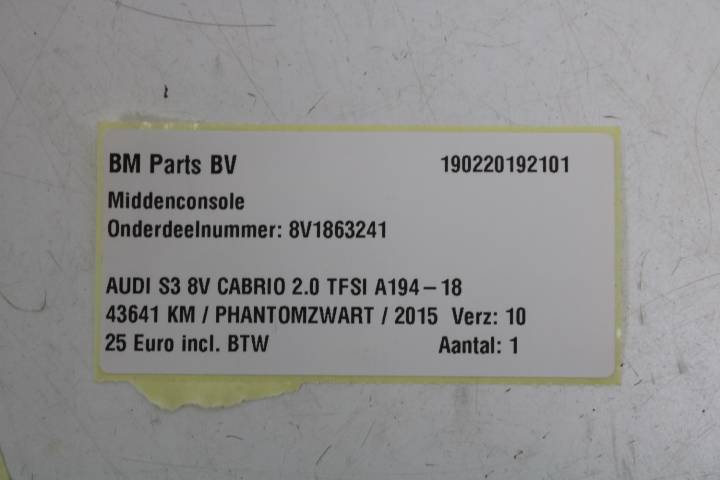 BM Parts BV 190220192101
Middenconsole
Onderdeelnummer: 8V1863241
AUDI S3 8V CABRIO 2.0 TFSI A194-18
43641 KM / PHANTOMZWART / 2015 Verz: 10
25 Euro incl. BTW Aantal: 1